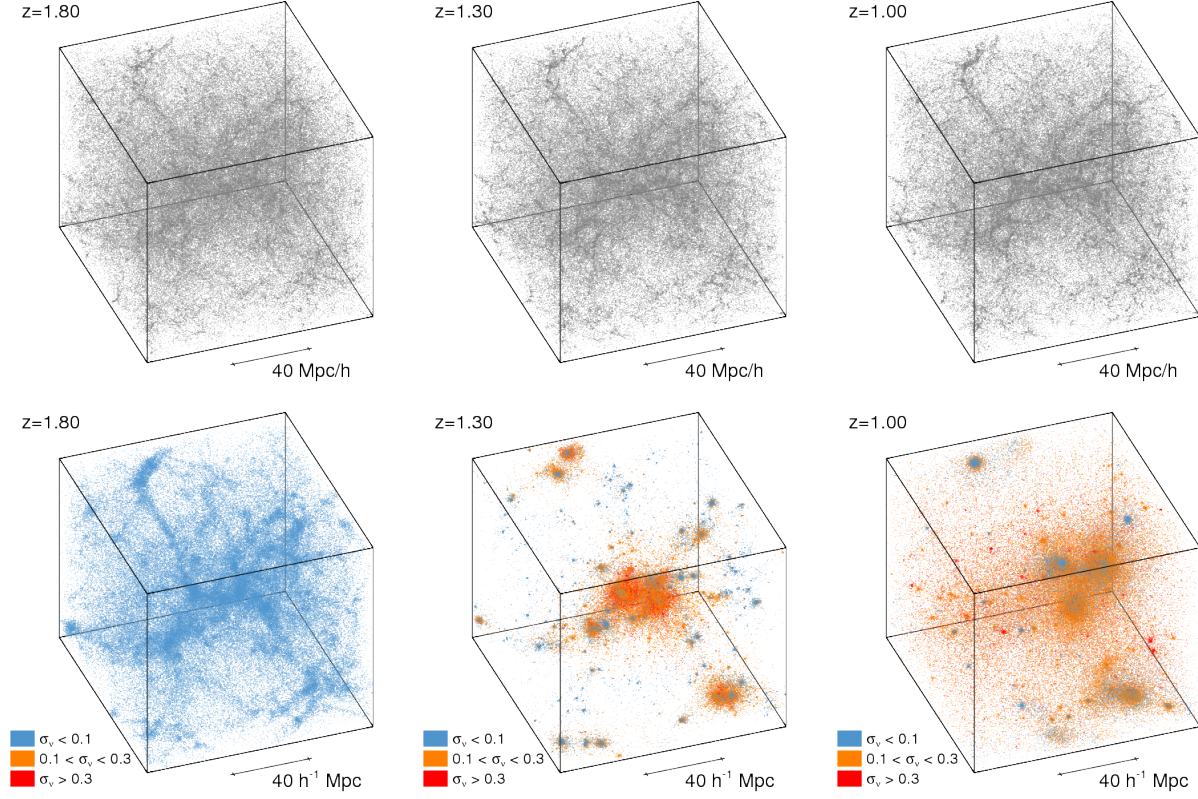 z=1.80
z=1.30
z=1.00
40 Mpc/h
40 Mpc/h
40 Mpc/h
z=1.80
z=1.30
z=1.00
σᵥ < 0.1
0.1 < σᵥ < 0.3
σᵥ > 0.3
40 h⁻¹ Mpc
σᵥ < 0.1
0.1 < σᵥ < 0.3
σᵥ > 0.3
40 h⁻¹ Mpc
σᵥ < 0.1
0.1 < σᵥ < 0.3
σᵥ > 0.3
40 h⁻¹ Mpc